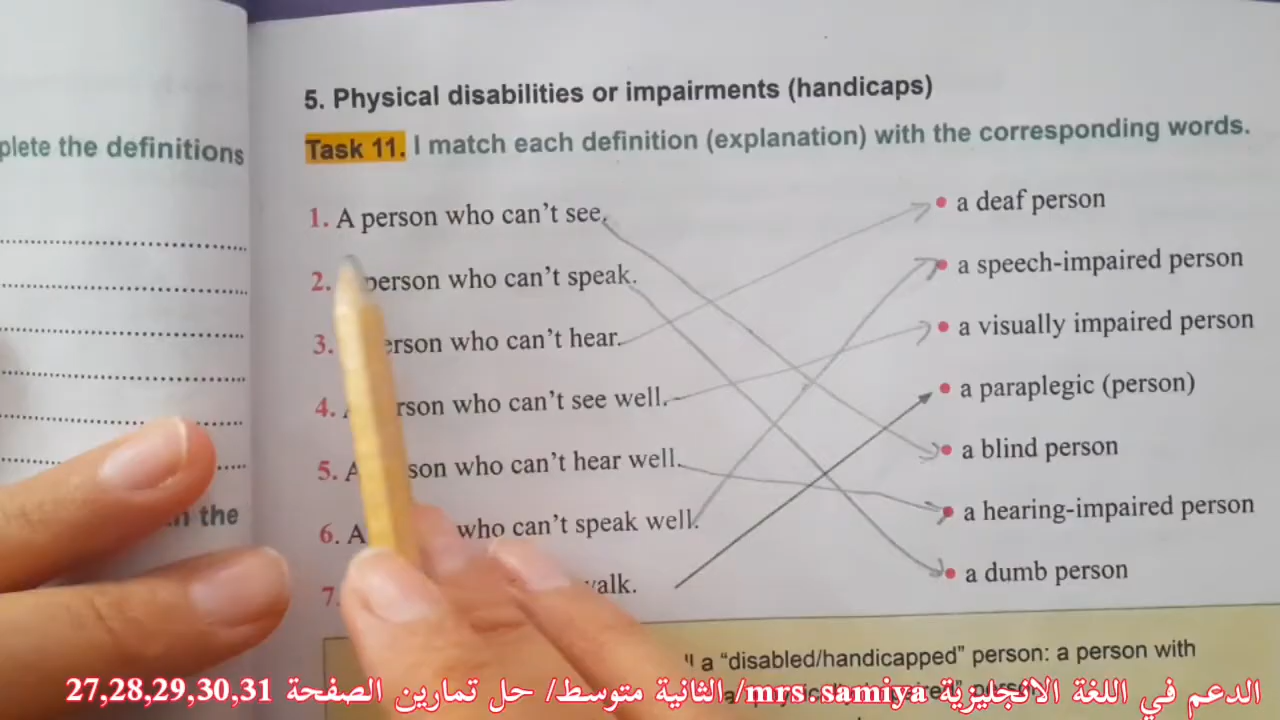 plete the definitions
the
5. Physical disabilities or impairments (handicaps)
Task 11. I match each definition (explanation) with the corresponding words.
1. A person who can't see.
2. person who can't speak.
3. erson who can't hear.
4. rson who can't see well.
5. A son who can't hear well.
6. A who can't speak well.
7. walk.
• a deaf person
• a speech-impaired person
• a visually impaired person
• a paraplegic (person)
• a blind person
• a hearing-impaired person
• a dumb person
a "disabled/handicapped" person: a person with
الدعم في اللغة الانجليزية mrs samiya/ الثانية متوسط/ حل تمارين الصفحة 27,28,29,30,31